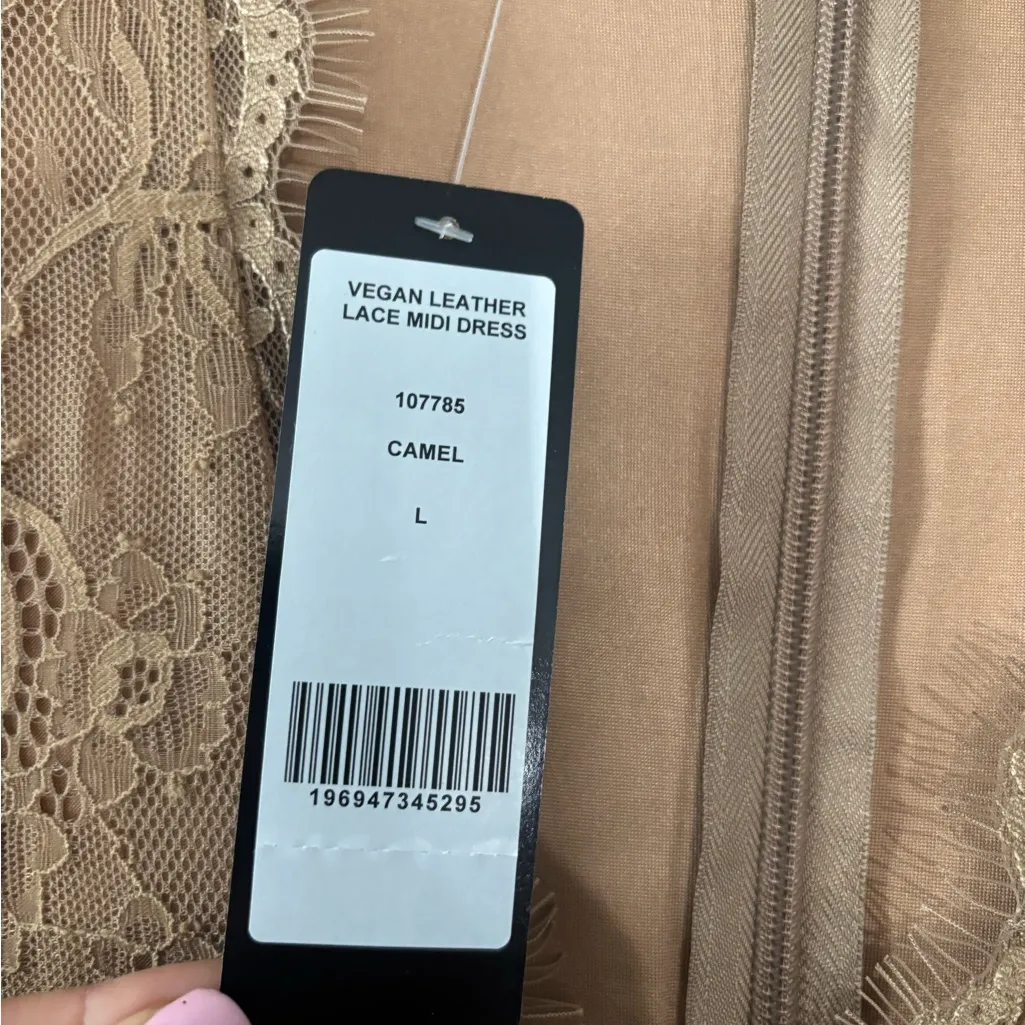 VEGAN LEATHER
LACE MIDI DRESS
107785
CAMEL
L
196947345295